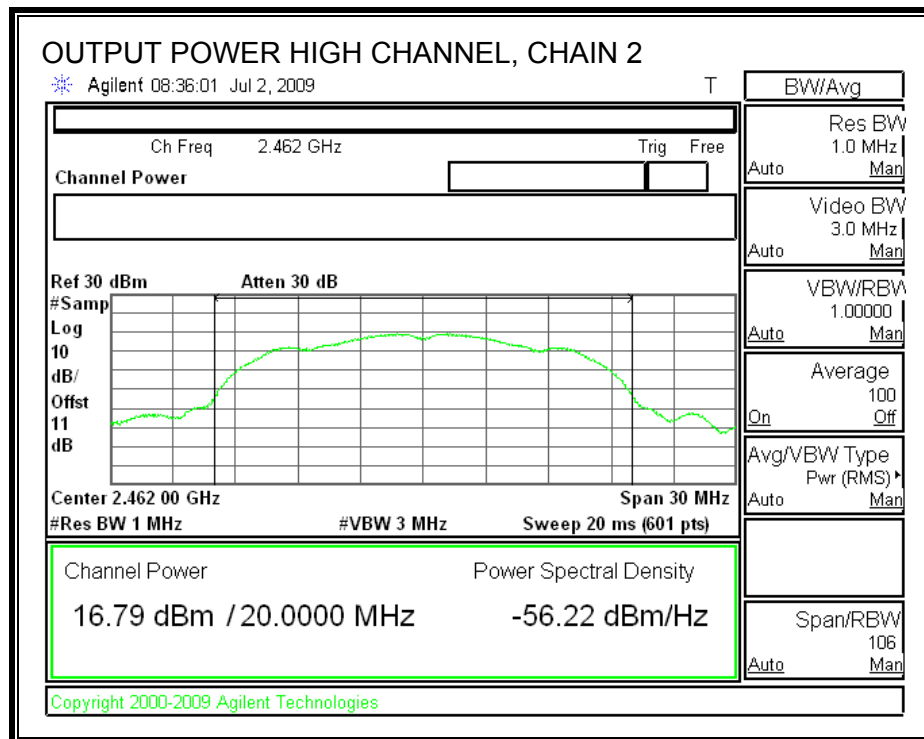 OUTPUT POWER HIGH CHANNEL, CHAIN 2
Agilent 08:36:01 Jul 2, 2009 T
Ch Freq 2.462 GHz Trig Free
Channel Power
Ref 30 dBm Atten 30 dB
#Samp
Log
10
dB/
Offst
11
dB
Center 2.462 00 GHz Span 30 MHz
#Res BW 1 MHz #VBW 3 MHz Sweep 20 ms (601 pts)
Channel Power Power Spectral Density
16.79 dBm / 20.0000 MHz -56.22 dBm/Hz
Copyright 2000-2009 Agilent Technologies
BW/Avg
Res BW
1.0 MHz
Auto Man
Video BW
3.0 MHz
Auto Man
VBW/RBW
1.00000
Auto Man
Average
100
On Off
Avg/VBW Type
Pwr (RMS)
Auto Man
Span/RBW
106
Auto Man